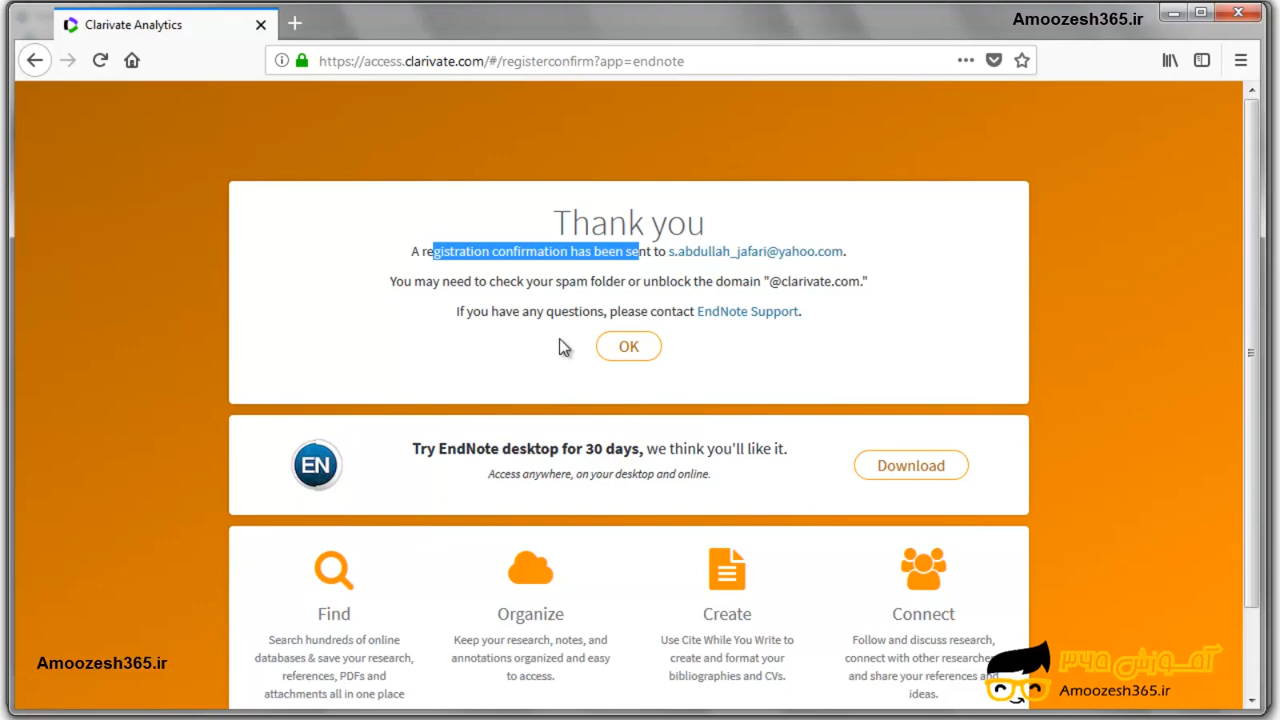 Clarivate Analytics
Amoozesh365.ir
https://access.clarivate.com/#/registerconfirm?app=endnote
Thank you
A registration confirmation has been sent to s.abdullah_jafari@yahoo.com.
You may need to check your spam folder or unblock the domain "@clarivate.com."
If you have any questions, please contact EndNote Support.
OK
EN
Try EndNote desktop for 30 days, we think you'll like it.
Access anywhere, on your desktop and online.
Download
Find
Search hundreds of online
databases & save your research,
references, PDFs and
attachments all in one place
Organize
Keep your research, notes, and
annotations organized and easy
to access.
Create
Use Cite While You Write to
create and format your
bibliographies and CVs.
Connect
Follow and discuss research,
connect with other researche
and share your references and
ideas.
Amoozesh365.ir
آموزش ۳۶۵
Amoozesh365.ir